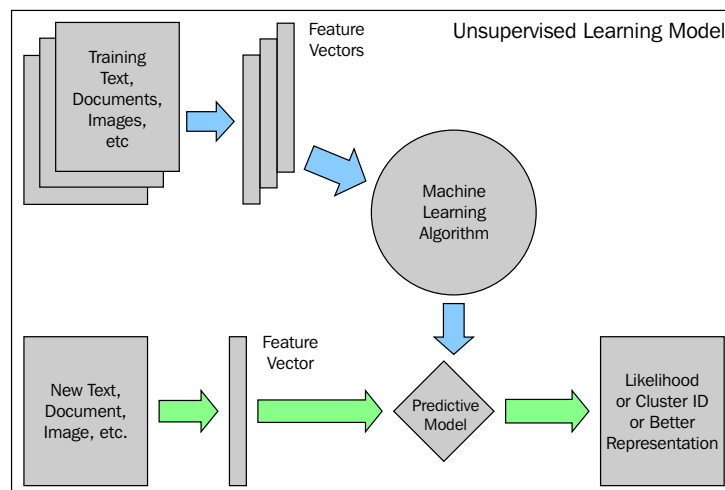 Unsupervised Learning Model
Training
Text,
Documents,
Images,
etc
Feature
Vectors
Machine
Learning
Algorithm
New Text,
Document,
Image, etc.
Feature
Vector
Predictive
Model
Likelihood
or Cluster ID
or Better
Representation